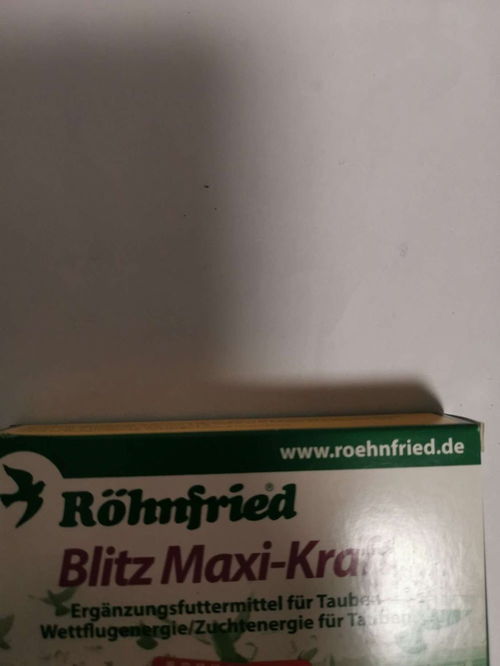 www.roehnfried.de
Röhnfried®
Blitz Maxi-Kraft
Ergänzungsfuttermittel für Tauben
Wettflugenergie/Zuchtenergie für Tauben